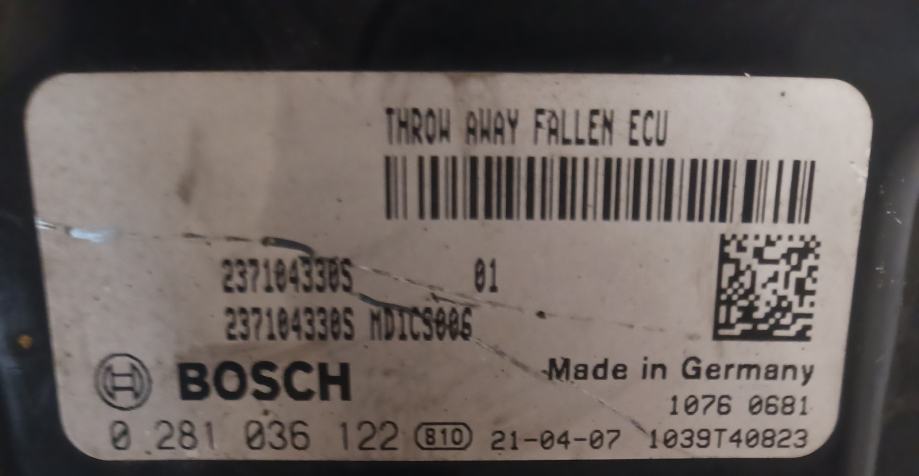 THROW AWAY FALLEN ECU
237104330S 01
237104330S MD1CS006
BOSCH
Made in Germany
1076 0681
0 281 036 122 810 21-04-07 1039T40823